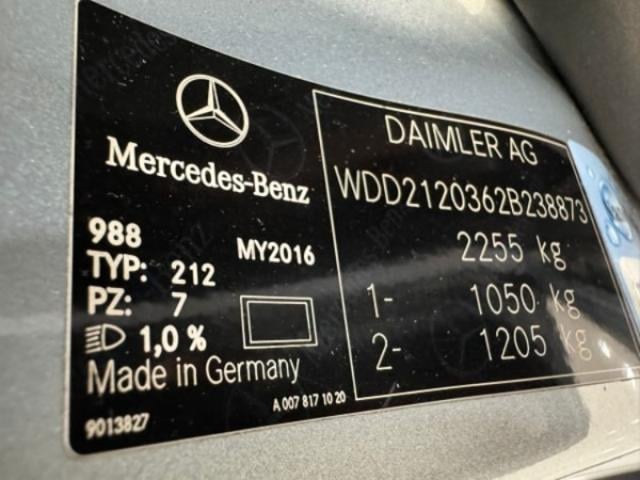 Mercedes-Benz
988 MY2016
TYP: 212
PZ: 7
1,0 %
Made in Germany
9013827
A 007 817 10 20
DAIMLER AG
WDD2120362B238873
2255 kg
1- 1050 kg
2- 1205 kg